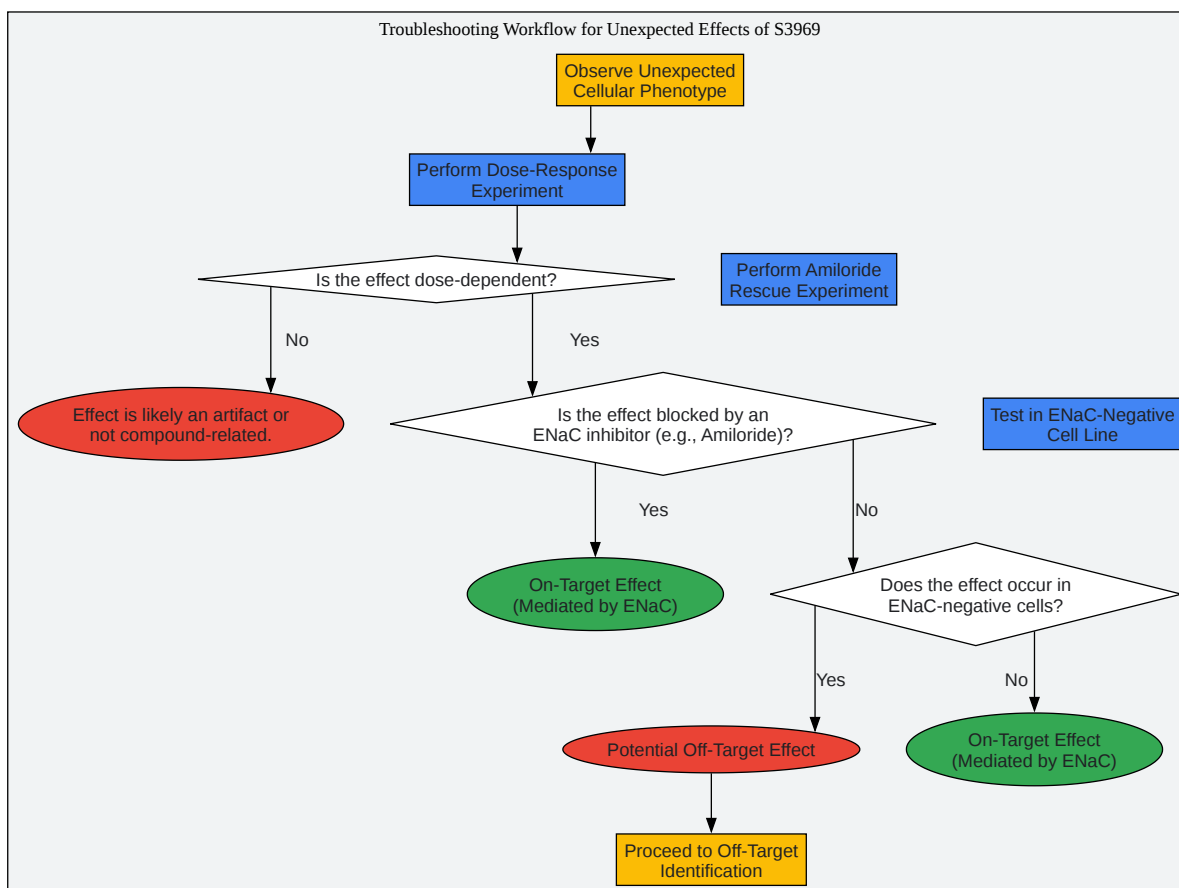 Troubleshooting Workflow for Unexpected Effects of S3969
Observe Unexpected
Cellular Phenotype
Perform Dose-Response
Experiment
Is the effect dose-dependent?
Perform Amiloride
Rescue Experiment
No
Yes
Effect is likely an artifact or
not compound-related.
Is the effect blocked by an
ENaC inhibitor (e.g., Amiloride)?
Test in ENaC-Negative
Cell Line
Yes
No
On-Target Effect
(Mediated by ENaC)
Does the effect occur in
ENaC-negative cells?
Yes
No
Potential Off-Target Effect
On-Target Effect
(Mediated by ENaC)
Proceed to Off-Target
Identification